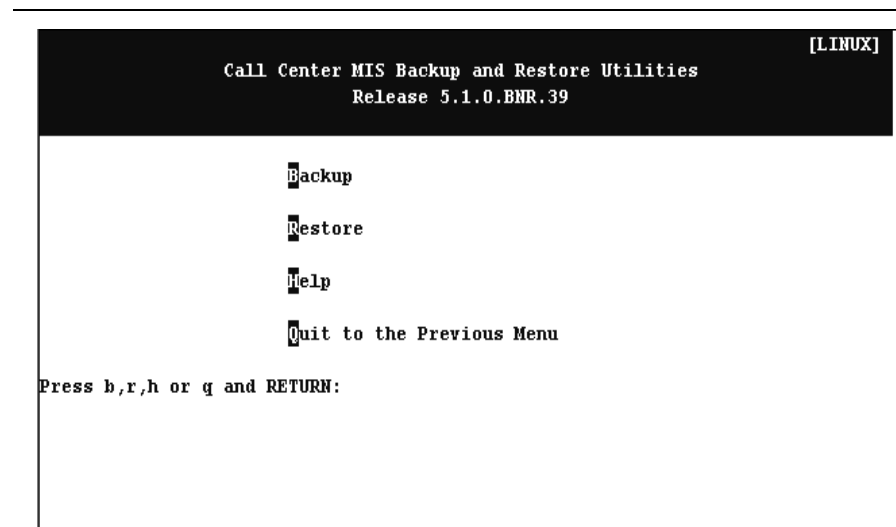 [LINUX]
Call Center MIS Backup and Restore Utilities
Release 5.1.0.BNR.39
Backup
Restore
Help
Quit to the Previous Menu
Press b,r,h or q and RETURN: